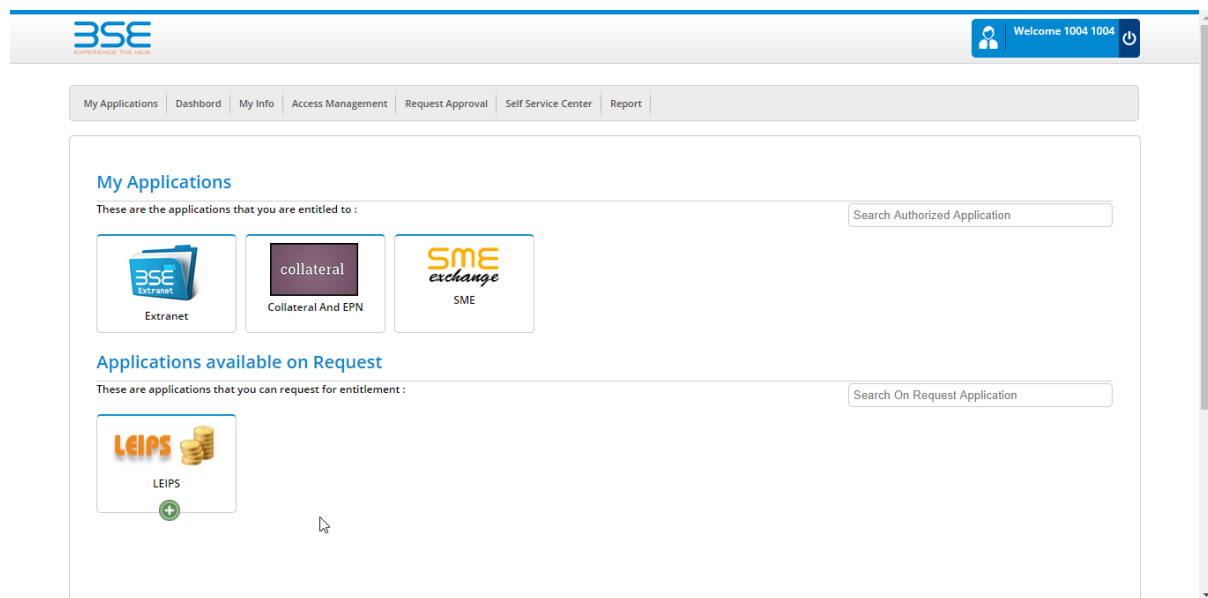 BSE
EXPERIENCE THE NEW
Welcome 1004 1004
My Applications Dashbord My Info Access Management Request Approval Self Service Center Report
My Applications
These are the applications that you are entitled to :
Search Authorized Application
BSE
Extranet
Extranet
collateral
Collateral And EPN
SME
exchange
SME
Applications available on Request
These are applications that you can request for entitlement :
Search On Request Application
LEIPS
LEIPS